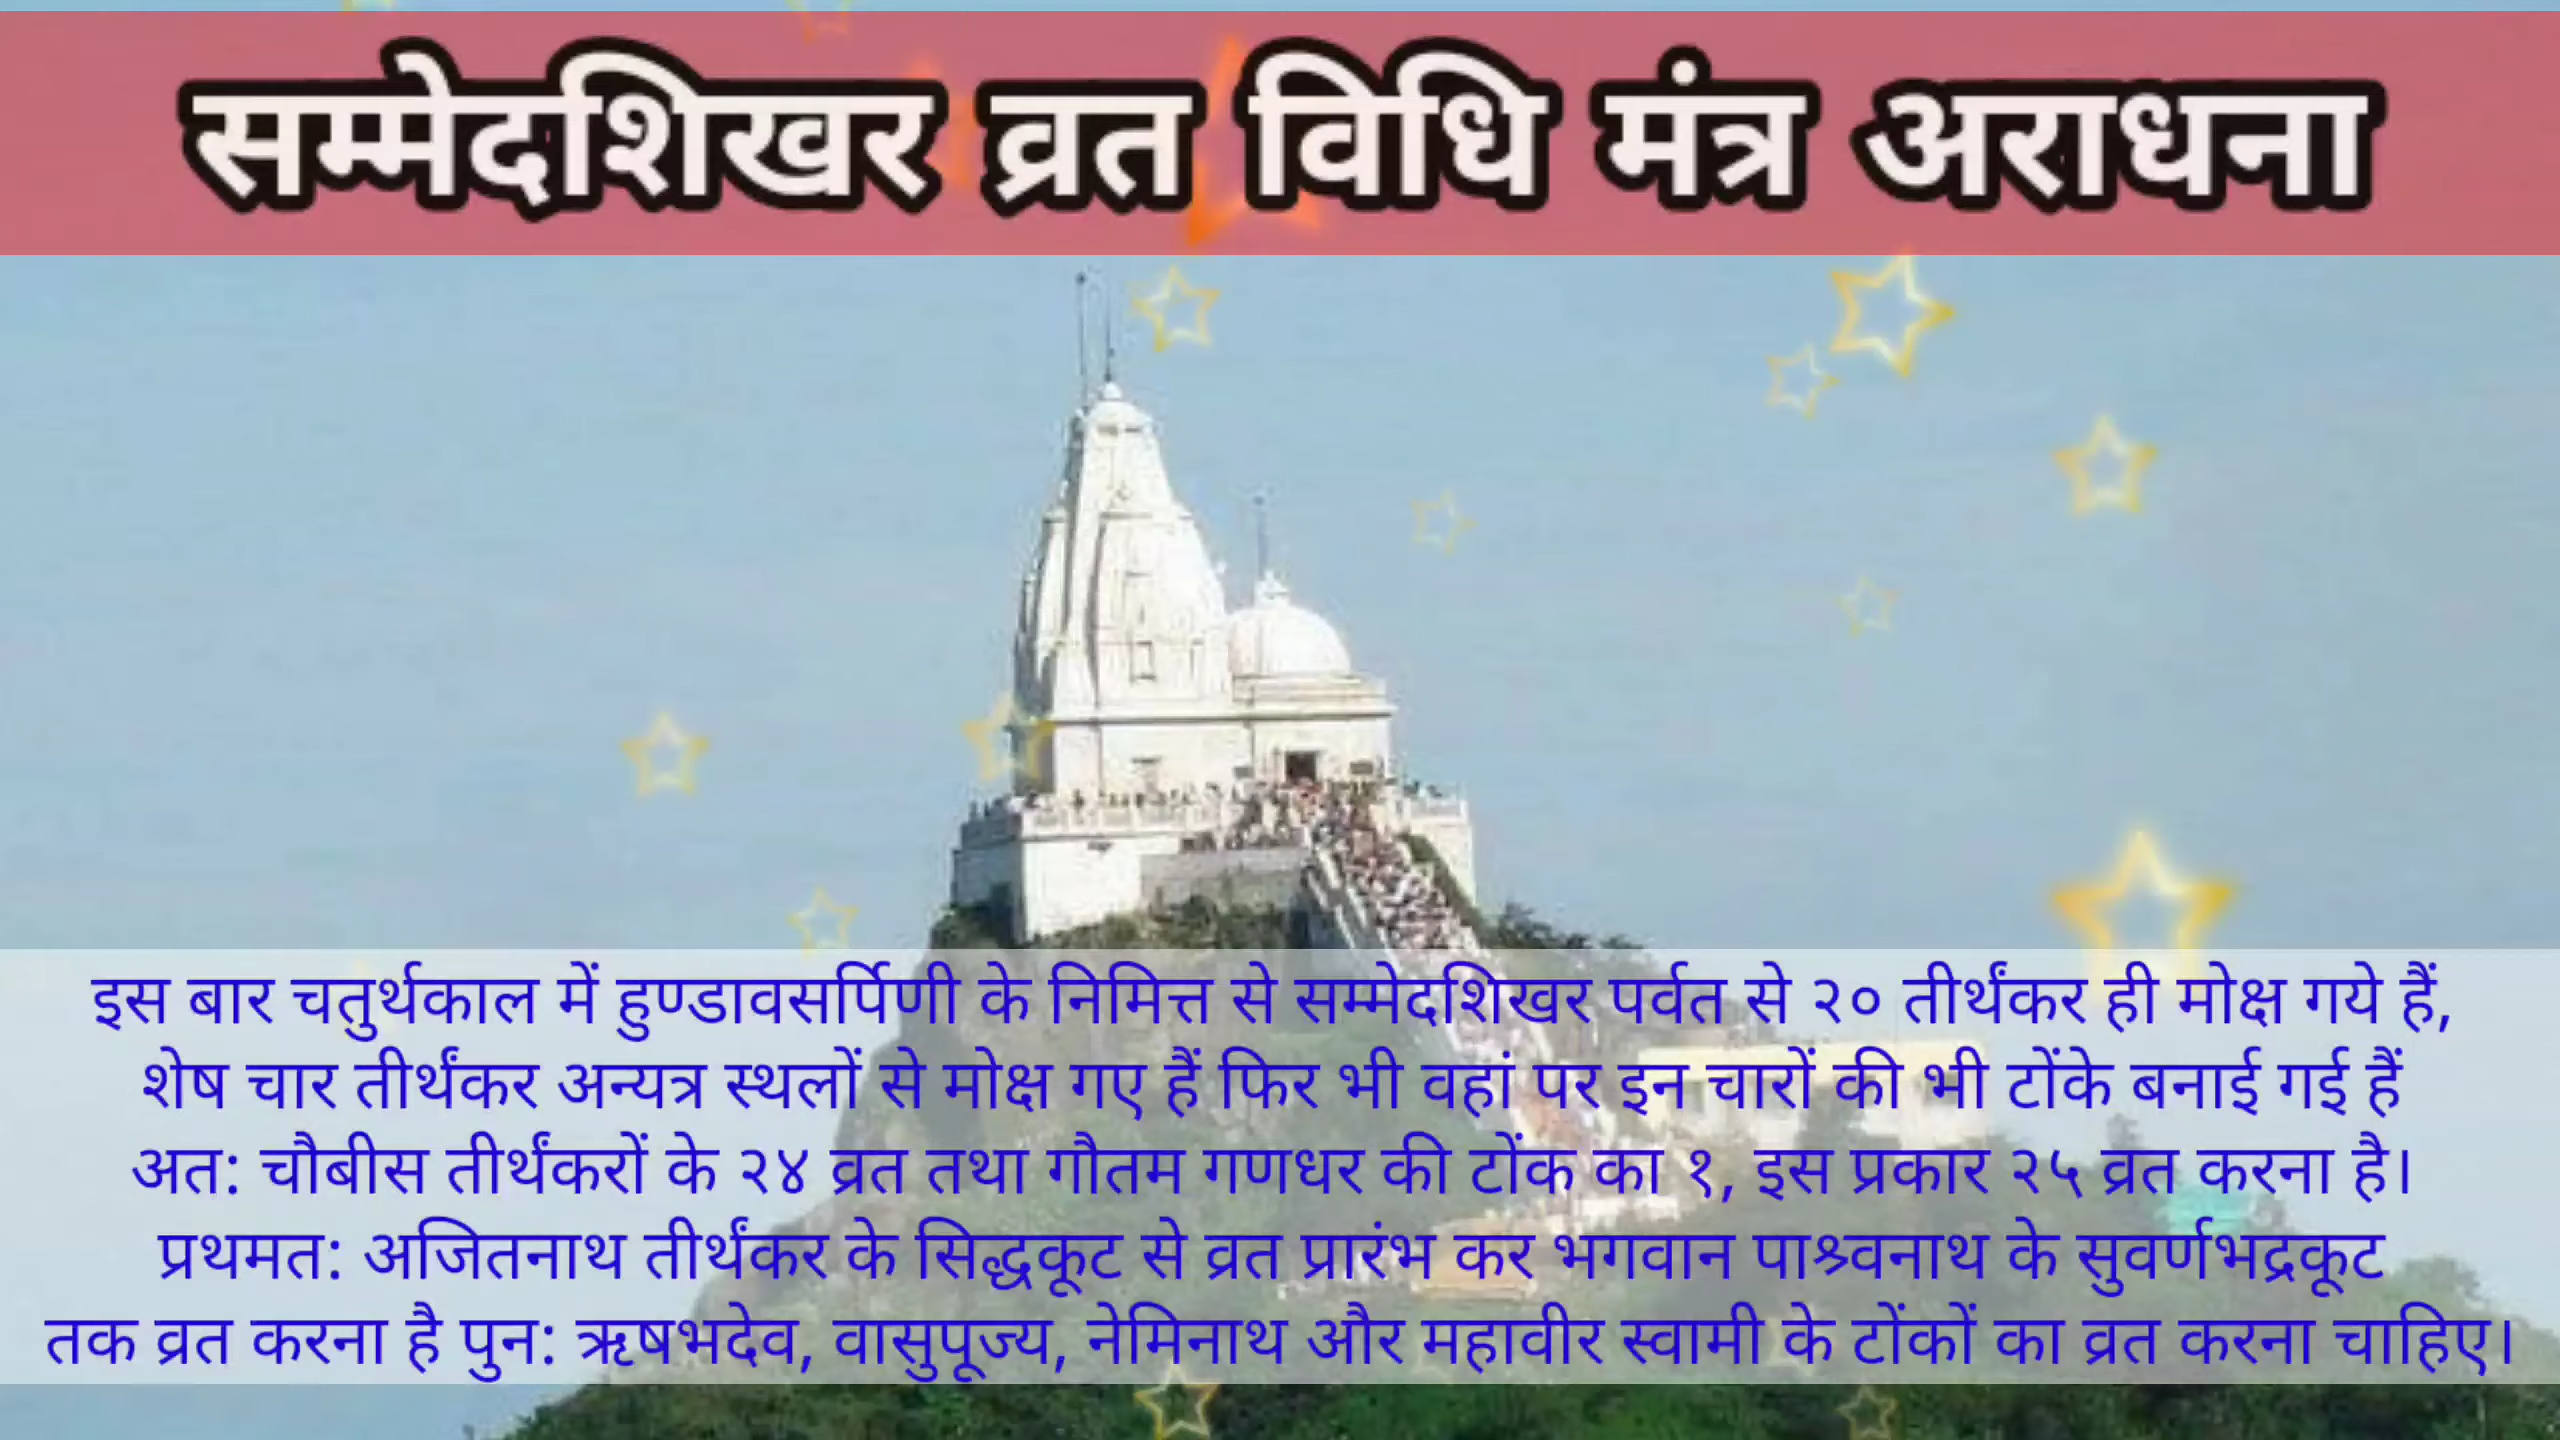 सम्मेदशिखर व्रत विधि मंत्र अराधना
इस बार चतुर्थकाल में हुण्डावसर्पिणी के निमित्त से सम्मेदशिखर पर्वत से २० तीर्थंकर ही मोक्ष गये हैं,
शेष चार तीर्थंकर अन्यत्र स्थलों से मोक्ष गए हैं फिर भी वहां पर इन चारों की भी टोंके बनाई गई हैं
अत: चौबीस तीर्थंकरों के २४ व्रत तथा गौतम गणधर की टोंक का १, इस प्रकार २५ व्रत करना है।
प्रथमत: अजितनाथ तीर्थंकर के सिद्धकूट से व्रत प्रारंभ कर भगवान पाश्र्वनाथ के सुवर्णभद्रकूट
तक व्रत करना है पुन: ऋषभदेव, वासुपूज्य, नेमिनाथ और महावीर स्वामी के टोंकों का व्रत करना चाहिए।